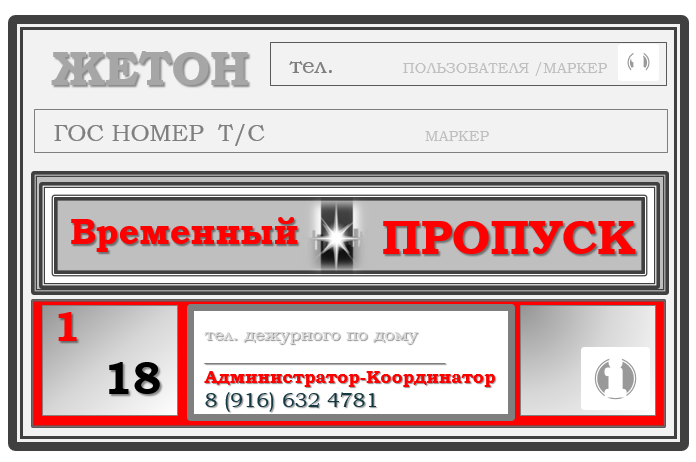 ЖЕТОН
тел. ПОЛЬЗОВАТЕЛЯ /МАРКЕР
ГОС НОМЕР Т/С МАРКЕР
Временный ПРОПУСК
1
18
тел. дежурного по дому
Администратор-Координатор
8 (916) 632 4781
1